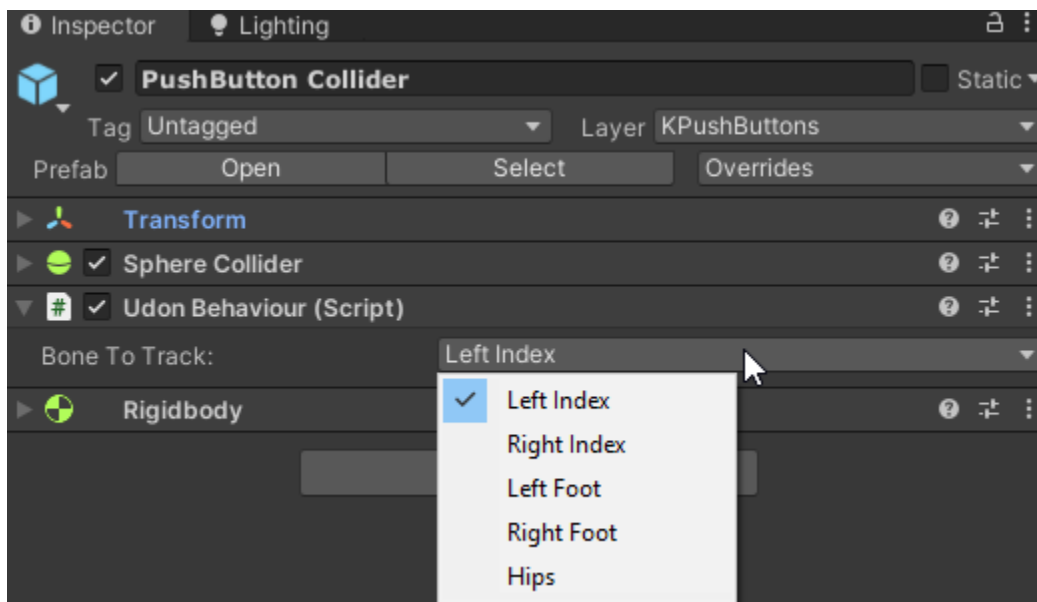 Inspector Lighting
PushButton Collider Static
Tag Untagged Layer KPushButtons
Prefab Open Select Overrides
Transform
Sphere Collider
# Udon Behaviour (Script)
Bone To Track: Left Index
Left Index
Rigidbody
Right Index
Left Foot
Right Foot
Hips